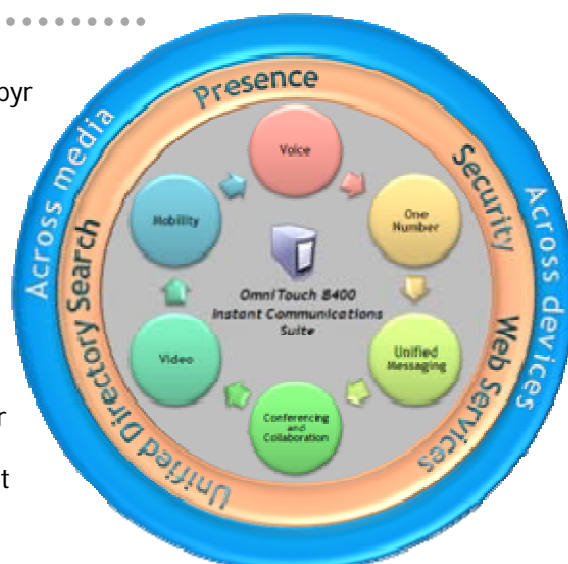 pyr
Presence
Across media
Security
Across devices
Voice
Mobility
One
Number
Unified Directory Search
OmniTouch 8400
Instant Communications
Suite
Video
Unified
Messaging
Web Services
Conferencing
and
Collaboration
r
t